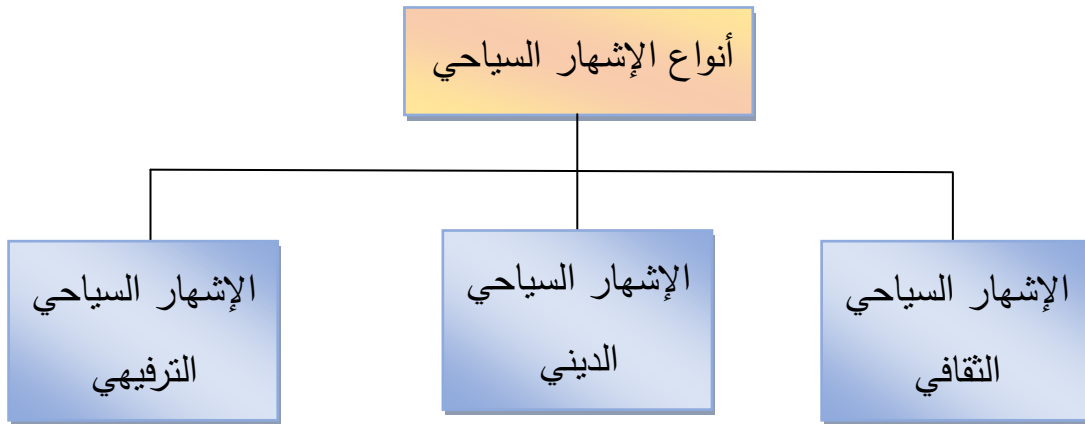 أنواع الإشهار السياحي
الإشهار السياحي
الثقافي
الإشهار السياحي
الديني
الإشهار السياحي
الترفيهي